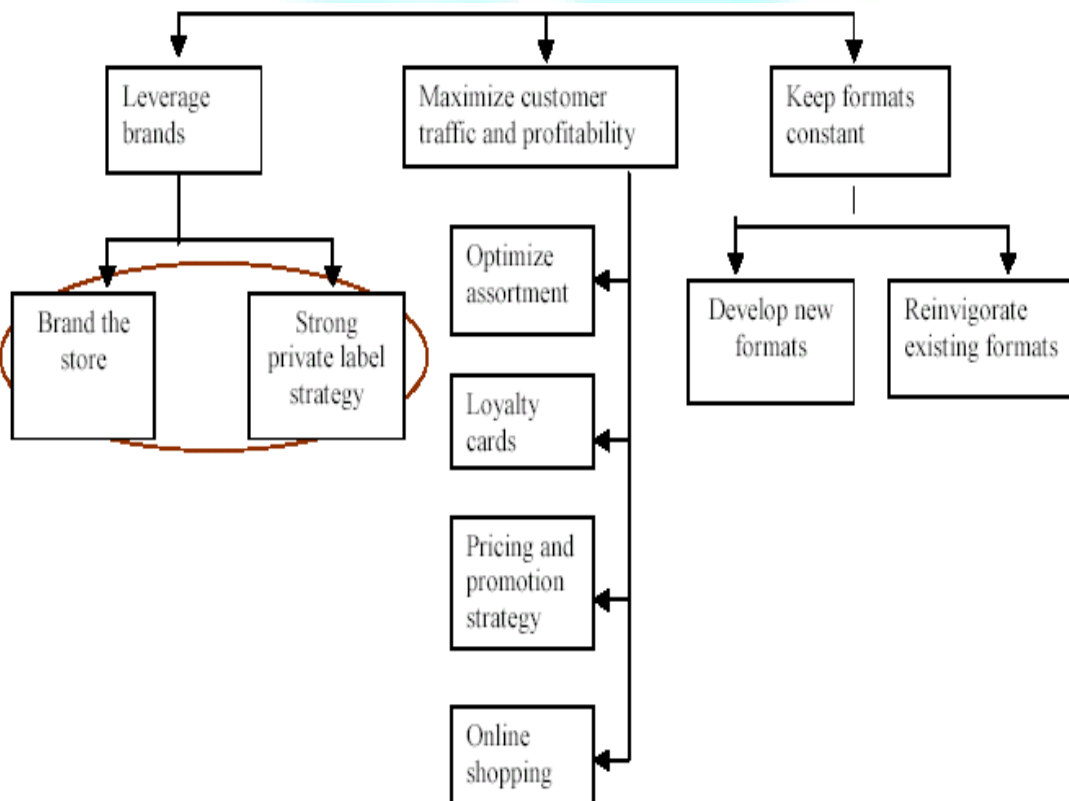 Leverage
brands
Maximize customer
traffic and profitability
Keep formats
constant
Brand the
store
Strong
private label
strategy
Optimize
assortment
Loyalty
cards
Pricing and
promotion
strategy
Online
shopping
Develop new
formats
Reinvigorate
existing formats